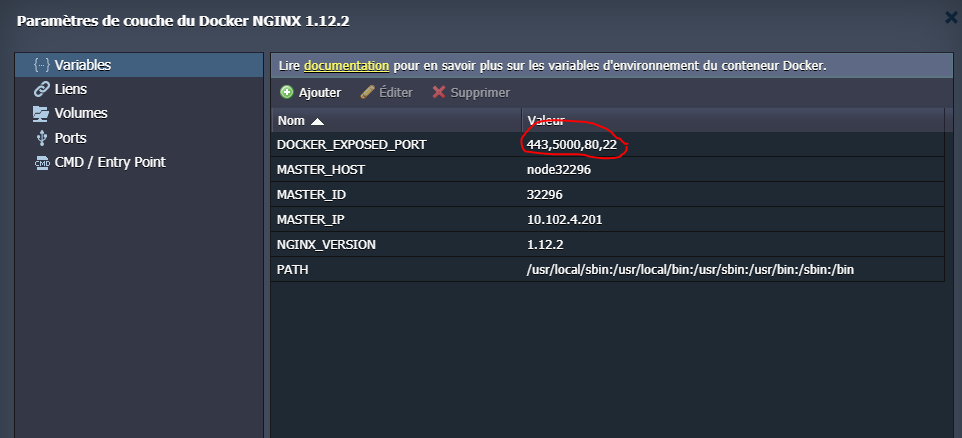 Paramètres de couche du Docker NGINX 1.12.2
Variables
Liens
Volumes
Ports
CMD / Entry Point
Lire documentation pour en savoir plus sur les variables d'environnement du conteneur Docker.
Ajouter Éditer Supprimer
Nom Valeur
DOCKER_EXPOSED_PORT 443,5000,80,22
MASTER_HOST node32296
MASTER_ID 32296
MASTER_IP 10.102.4.201
NGINX_VERSION 1.12.2
PATH /usr/local/sbin:/usr/local/bin:/usr/sbin:/usr/bin:/sbin:/bin